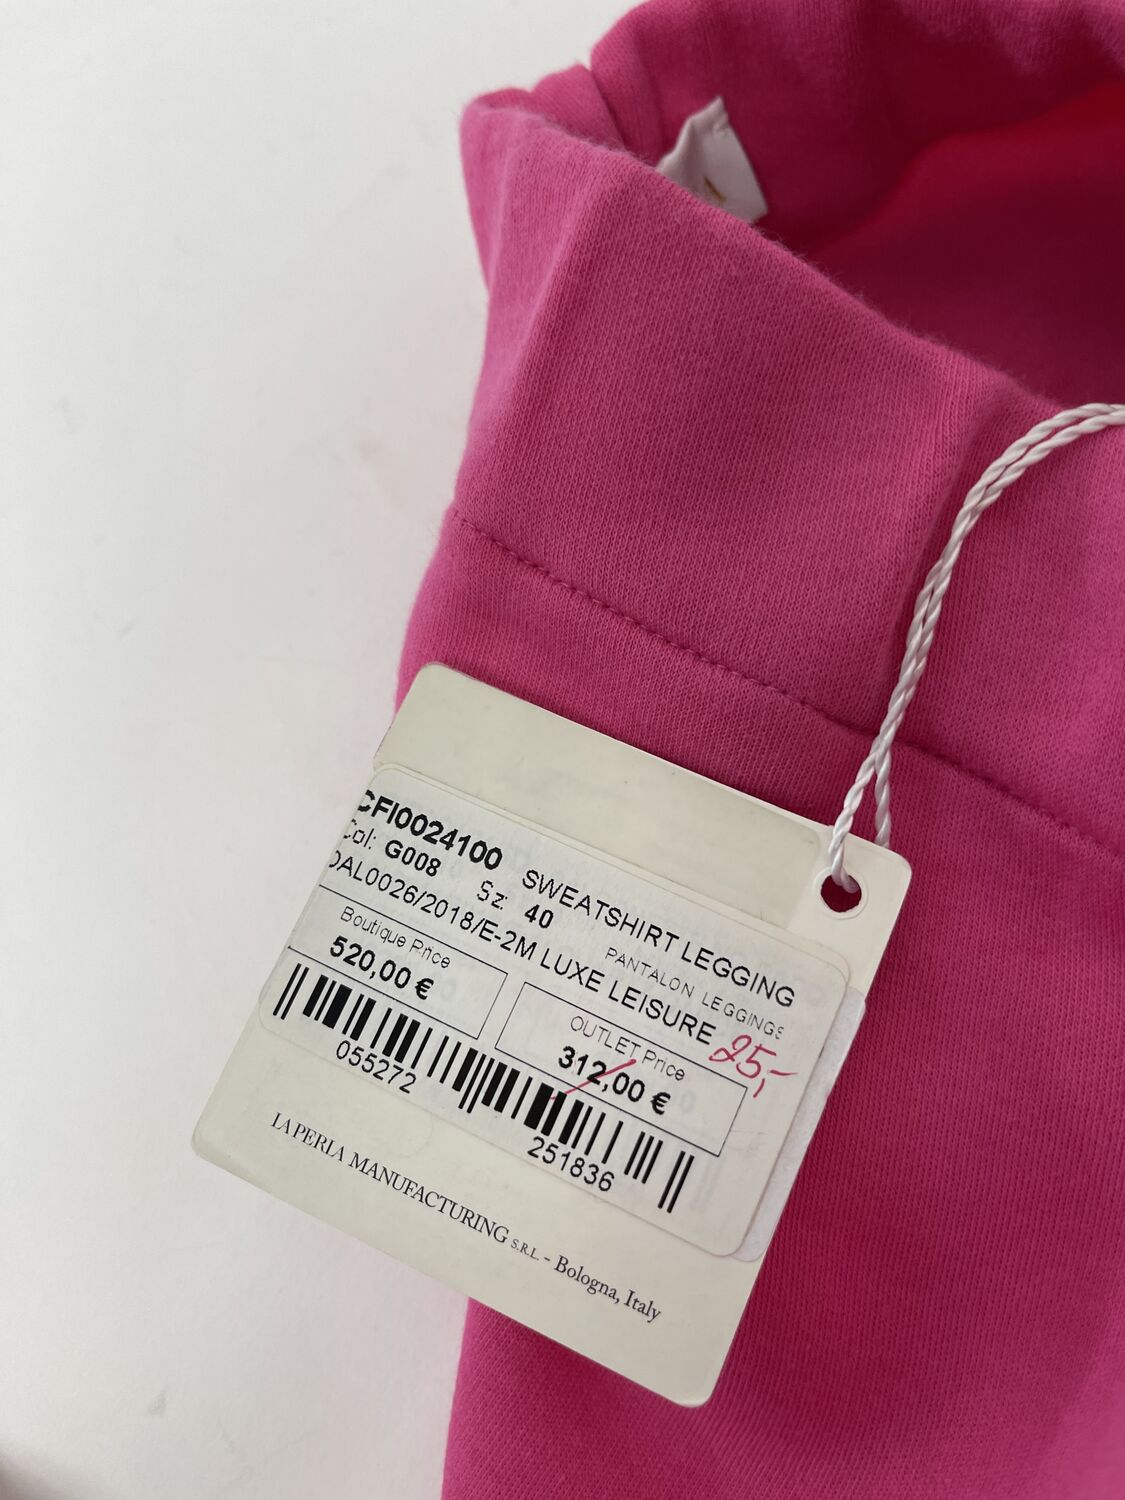 CFI0024100
SWEATSHIRT LEGGING
Col: G008 Sz: 40
PANTALON LEGGINGS
DAL0026/2018/E-2M LUXE LEISURE
Boutique Price
520,00 €
OUTLET Price
312,00 €
25,-
055272
251836
LA PERLA MANUFACTURING S.R.L. - Bologna, Italy